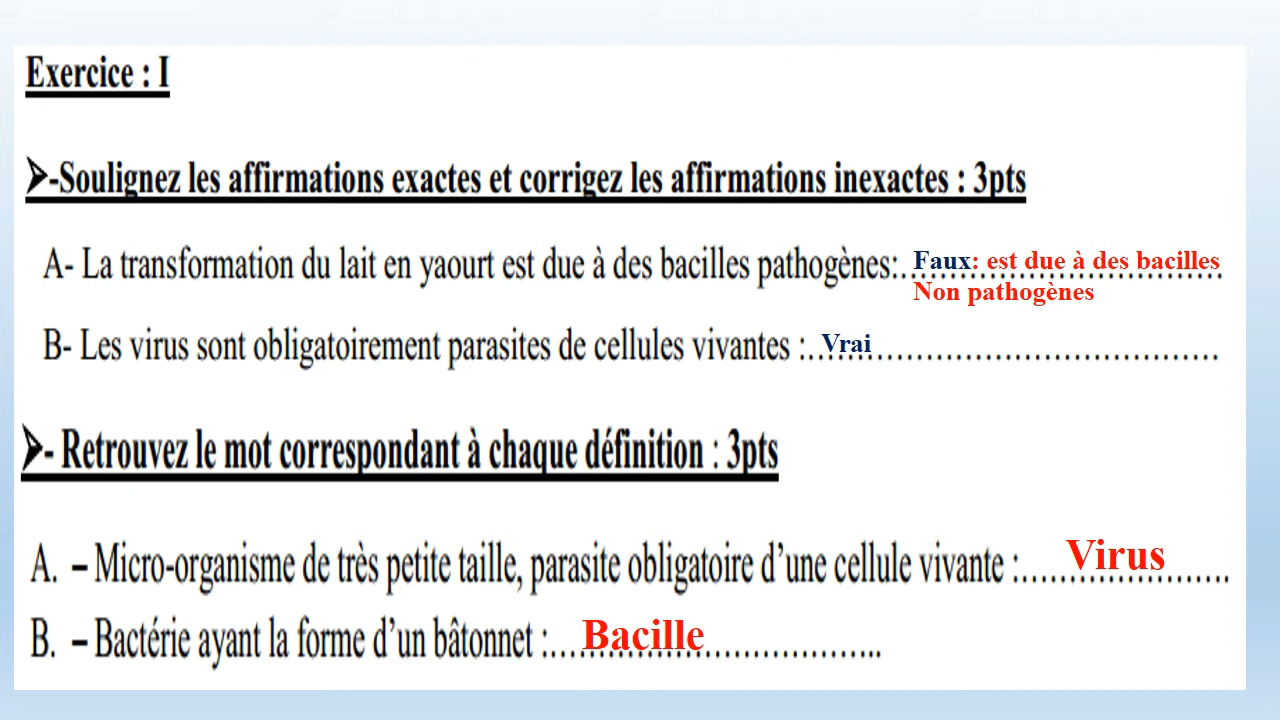 Exercice : I
➤-Soulignez les affirmations exactes et corrigez les affirmations inexactes : 3pts
A- La transformation du lait en yaourt est due à des bacilles pathogènes:. Faux: est due à des bacilles
Non pathogènes
B- Les virus sont obligatoirement parasites de cellules vivantes :..Vrai.......................................
➤- Retrouvez le mot correspondant à chaque définition : 3pts
A. – Micro-organisme de très petite taille, parasite obligatoire d’une cellule vivante :...... Virus ......
B. – Bactérie ayant la forme d’un bâtonnet :... Bacille ......................